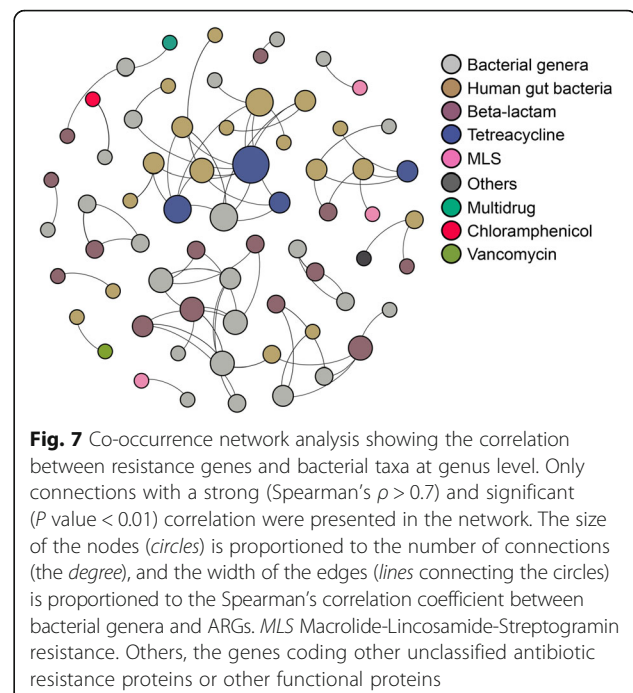 Bacterial genera
Human gut bacteria
Beta-lactam
Tetreacycline
MLS
Others
Multidrug
Chloramphenicol
Vancomycin
Fig. 7 Co-occurrence network analysis showing the correlation
between resistance genes and bacterial taxa at genus level. Only
connections with a strong (Spearman's ρ > 0.7) and significant
(P value < 0.01) correlation were presented in the network. The size
of the nodes (circles) is proportioned to the number of connections
(the degree), and the width of the edges (lines connecting the circles)
is proportioned to the Spearman's correlation coefficient between
bacterial genera and ARGs. MLS Macrolide-Lincosamide-Streptogramin
resistance. Others, the genes coding other unclassified antibiotic
resistance proteins or other functional proteins